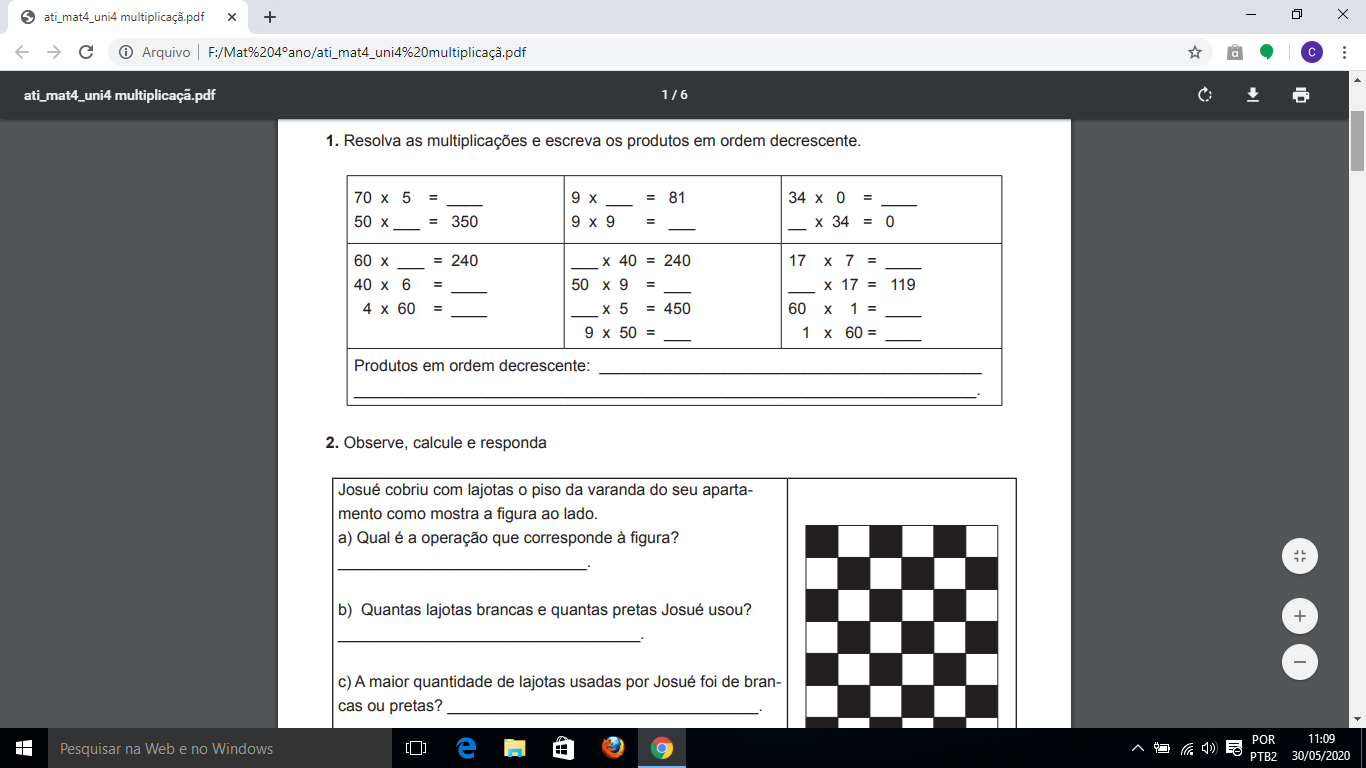 ati_mat4_uni4 multiplicaçã.pdf
Arquivo F:/Mat%204ºano/ati_mat4_uni4%20multiplicaçã.pdf
á
C
ati_mat4_uni4 multiplicaçã.pdf 1 / 6
1. Resolva as multiplicações e escreva os produtos em ordem decrescente.
70 x 5 = ____
50 x ___ = 350
9 x ___ = 81
9 x 9 = ___
34 x 0 = ____
__ x 34 = 0
60 x ___ = 240
40 x 6 = ____
4 x 60 = ____
___ x 40 = 240
50 x 9 = ___
___ x 5 = 450
9 x 50 = ___
17 x 7 = ____
___ x 17 = 119
60 x 1 = ____
1 x 60 = ____
Produtos em ordem decrescente: ____________________
____________________.
2. Observe, calcule e responda
Josué cobriu com lajotas o piso da varanda do seu aparta-
mento como mostra a figura ao lado.
a) Qual é a operação que corresponde à figura?
____________________.
b) Quantas lajotas brancas e quantas pretas Josué usou?
____________________.
c) A maior quantidade de lajotas usadas por Josué foi de bran-
cas ou pretas? ____________________.
Pesquisar na Web e no Windows
POR
PTB2
11:09
30/05/2020